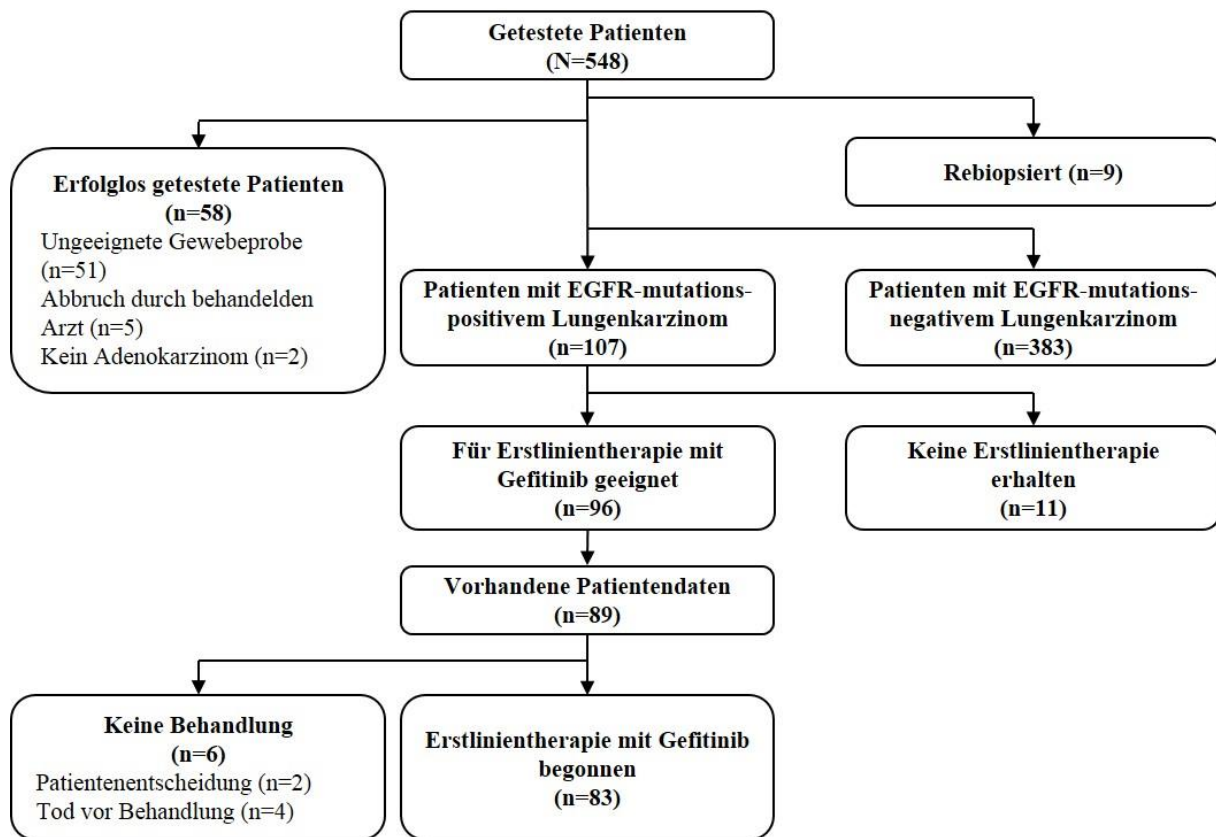 Getestete Patienten
(N=548)
Erfolglos getestete Patienten
(n=58)
Ungeeignete Gewebeprobe
(n=51)
Abbruch durch behandelden
Arzt (n=5)
Kein Adenokarzinom (n=2)
Rebiopsiert (n=9)
Patienten mit EGFR-mutations-
positivem Lungenkarzinom
(n=107)
Patienten mit EGFR-mutations-
negativem Lungenkarzinom
(n=383)
Für Erstlinientherapie mit
Gefitinib geeignet
(n=96)
Keine Erstlinientherapie
erhalten
(n=11)
Vorhandene Patientendaten
(n=89)
Keine Behandlung
(n=6)
Patientenentscheidung (n=2)
Tod vor Behandlung (n=4)
Erstlinientherapie mit Gefitinib
begonnen
(n=83)